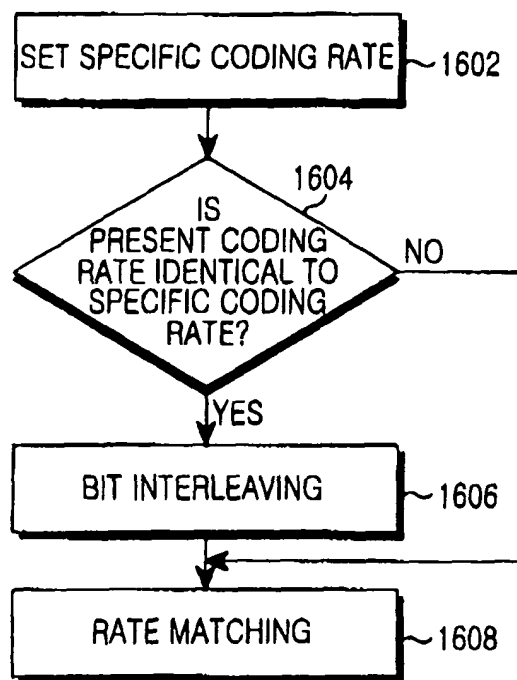 SET SPECIFIC CODING RATE
1602
1604
IS
PRESENT CODING
RATE IDENTICAL TO
SPECIFIC CODING
RATE?
NO
YES
BIT INTERLEAVING
1606
RATE MATCHING
1608